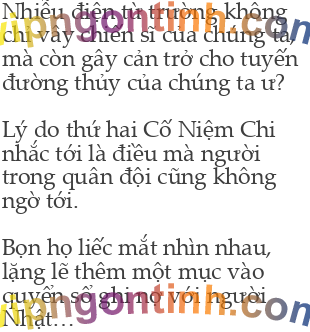 Nhiễu điện từ trường không
chỉ vây chiến sĩ của chúng ta,
mà còn gây cản trở cho tuyến
đường thủy của chúng ta ư?
Lý do thứ hai Cố Niệm Chi
nhắc tới là điều mà người
trong quân đội cũng không
ngờ tới.
Bọn họ liếc mắt nhìn nhau,
lặng lẽ thêm một mục vào
quyển sổ ghi nợ với người
Nhật...